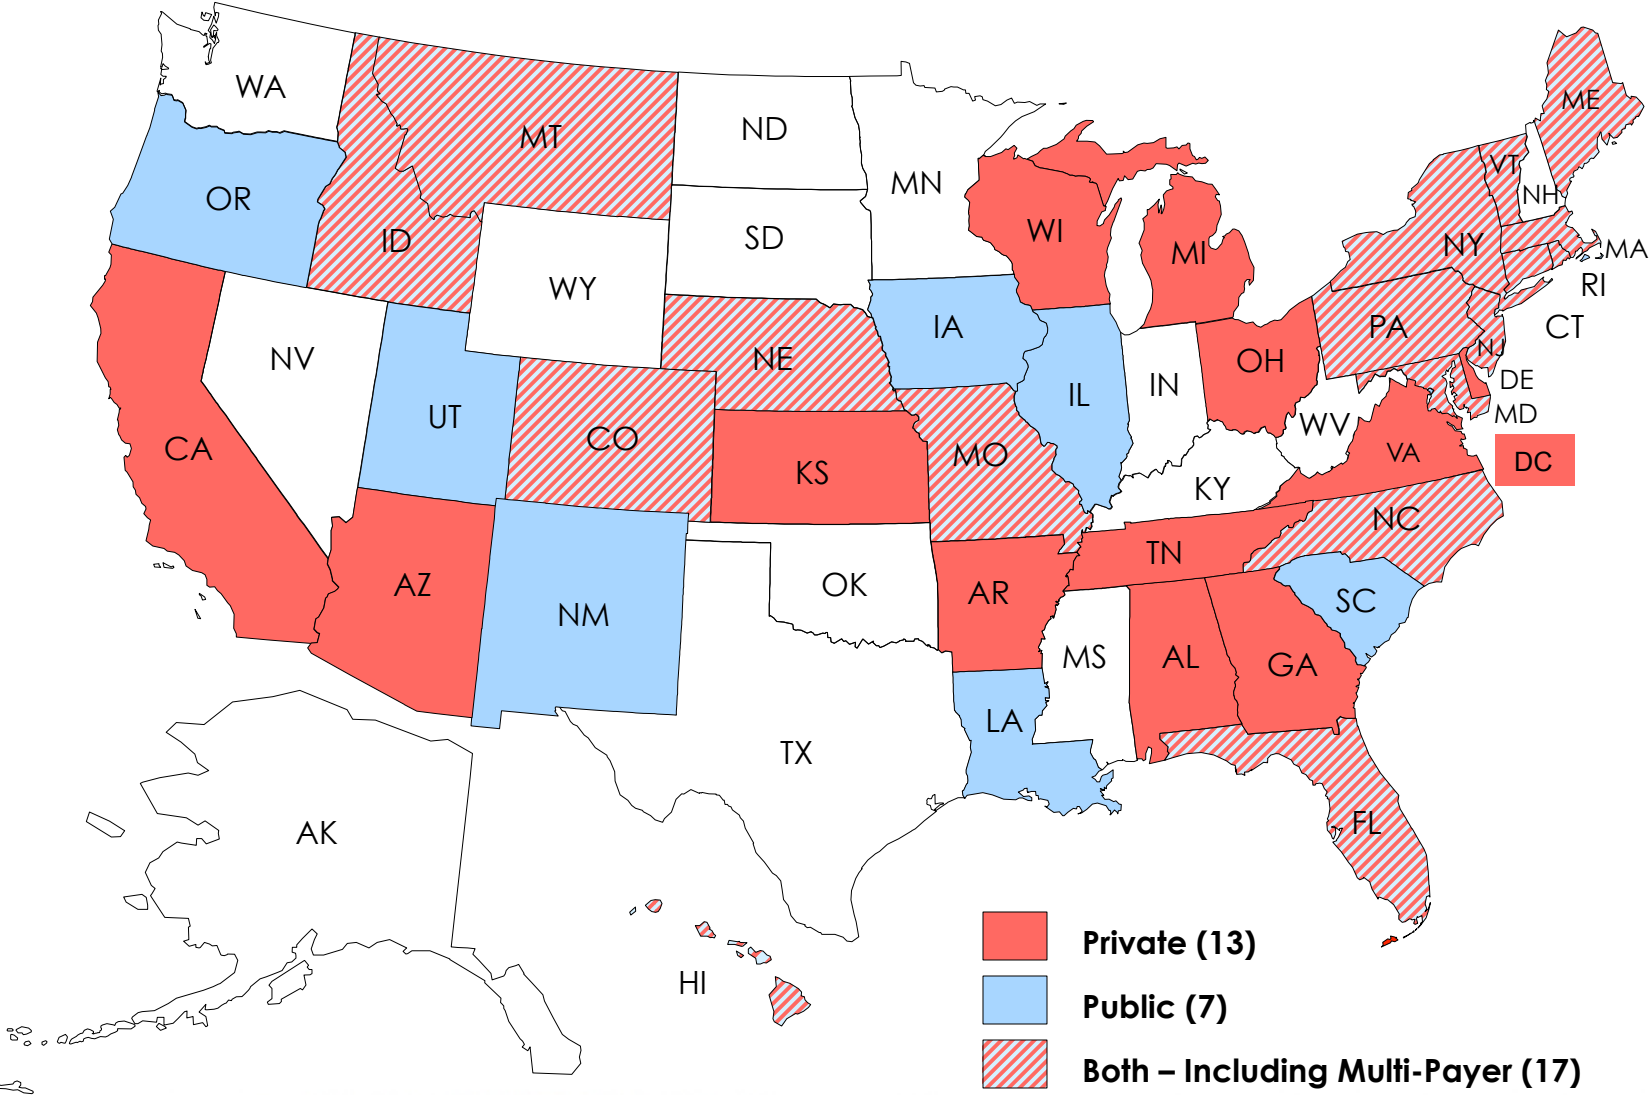 WA
MT
ND
MN
ME
VT
NH
OR
ID
SD
WI
MI
NY
MA
WY
RI
IA
PA
CT
NV
NE
OH
NJ
UT
IL
IN
DE
CO
MD
CA
KS
MO
WV
VA
DC
KY
NC
AZ
OK
AR
TN
SC
NM
MS
AL
GA
LA
TX
FL
AK
HI
Private (13)
Public (7)
Both – Including Multi-Payer (17)